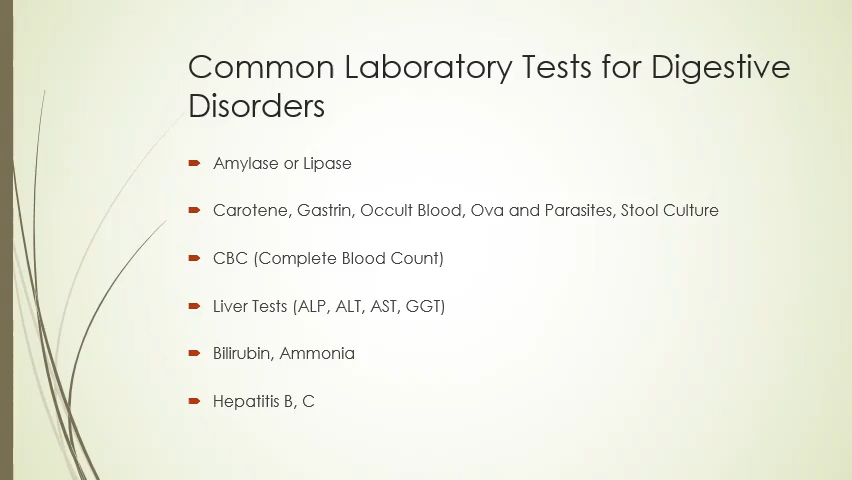 Common Laboratory Tests for Digestive
Disorders
Amylase or Lipase
Carotene, Gastrin, Occult Blood, Ova and Parasites, Stool Culture
CBC (Complete Blood Count)
Liver Tests (ALP, ALT, AST, GGT)
Bilirubin, Ammonia
Hepatitis B, C